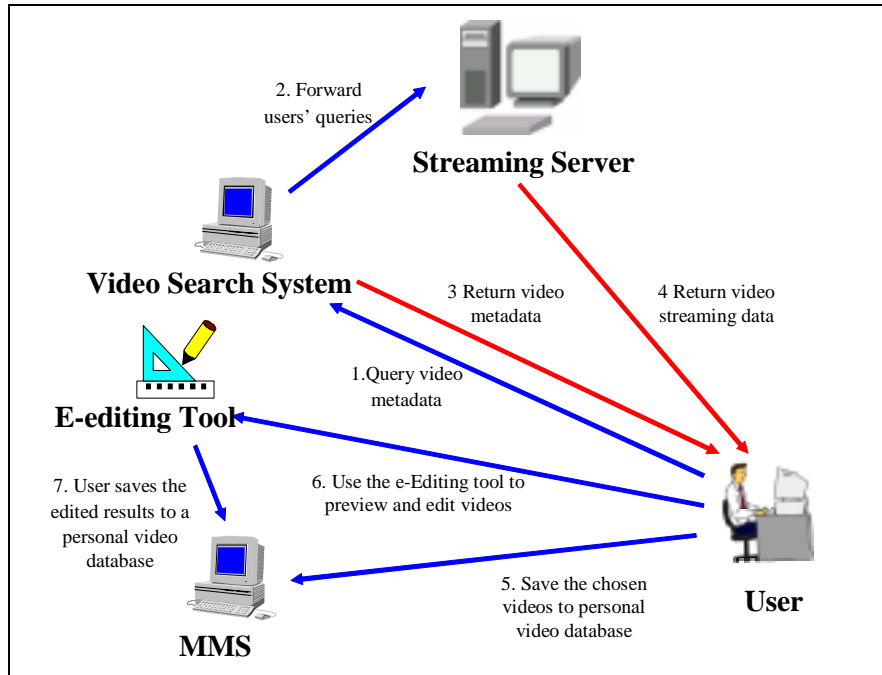 2. Forward
users' queries
Streaming Server
Video Search System
3 Return video
metadata
4 Return video
streaming data
1.Query video
metadata
E-editing Tool
6. Use the e-Editing tool to
preview and edit videos
7. User saves the
edited results to a
personal video
database
5. Save the chosen
videos to personal
video database
User
MMS